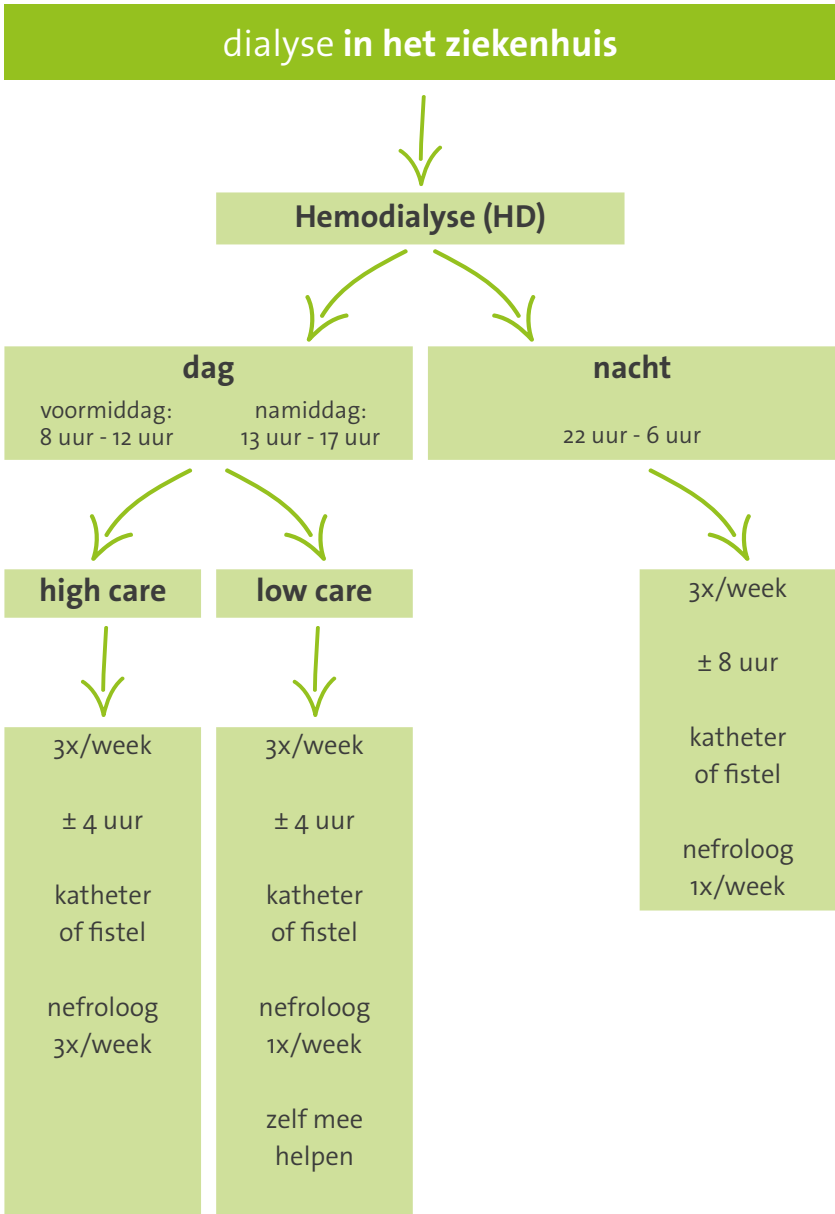 dialyse in het ziekenhuis
Hemodialyse (HD)
dag
voormiddag:
8 uur - 12 uur
namiddag:
13 uur - 17 uur
nacht
22 uur - 6 uur
high care
3x/week
± 4 uur
katheter
of fistel
nefroloog
3x/week
low care
3x/week
± 4 uur
katheter
of fistel
nefroloog
1x/week
zelf mee
helpen
3x/week
± 8 uur
katheter
of fistel
nefroloog
1x/week